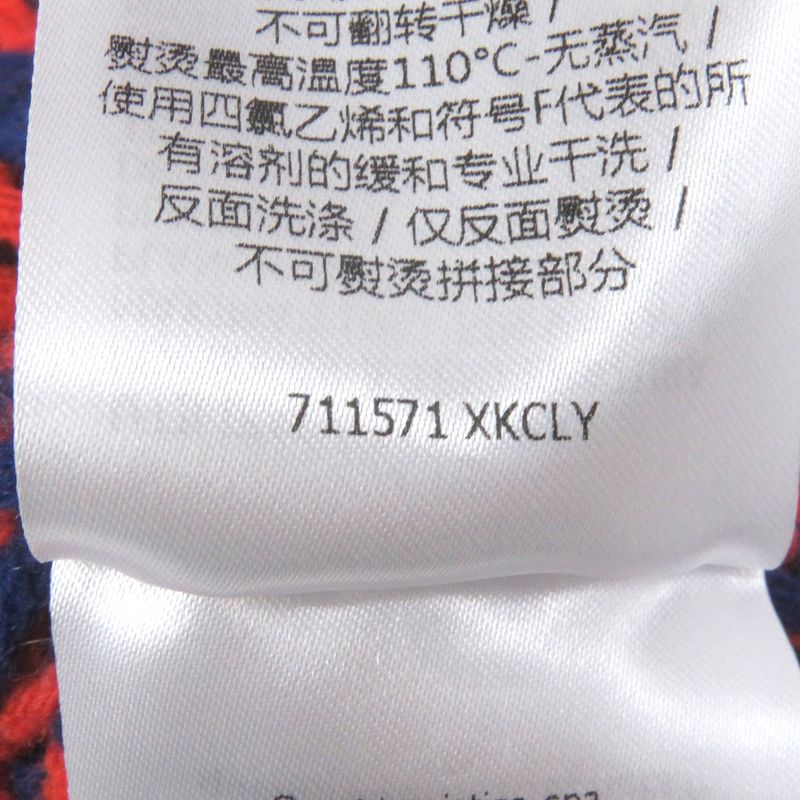 不可翻转干燥 /
熨烫最高温度110°C-无蒸汽 /
使用四氯乙烯和符号F代表的所
有溶剂的缓和专业干洗 /
反面洗涤 / 仅反面熨烫 /
不可熨烫拼接部分
711571 XKCLY